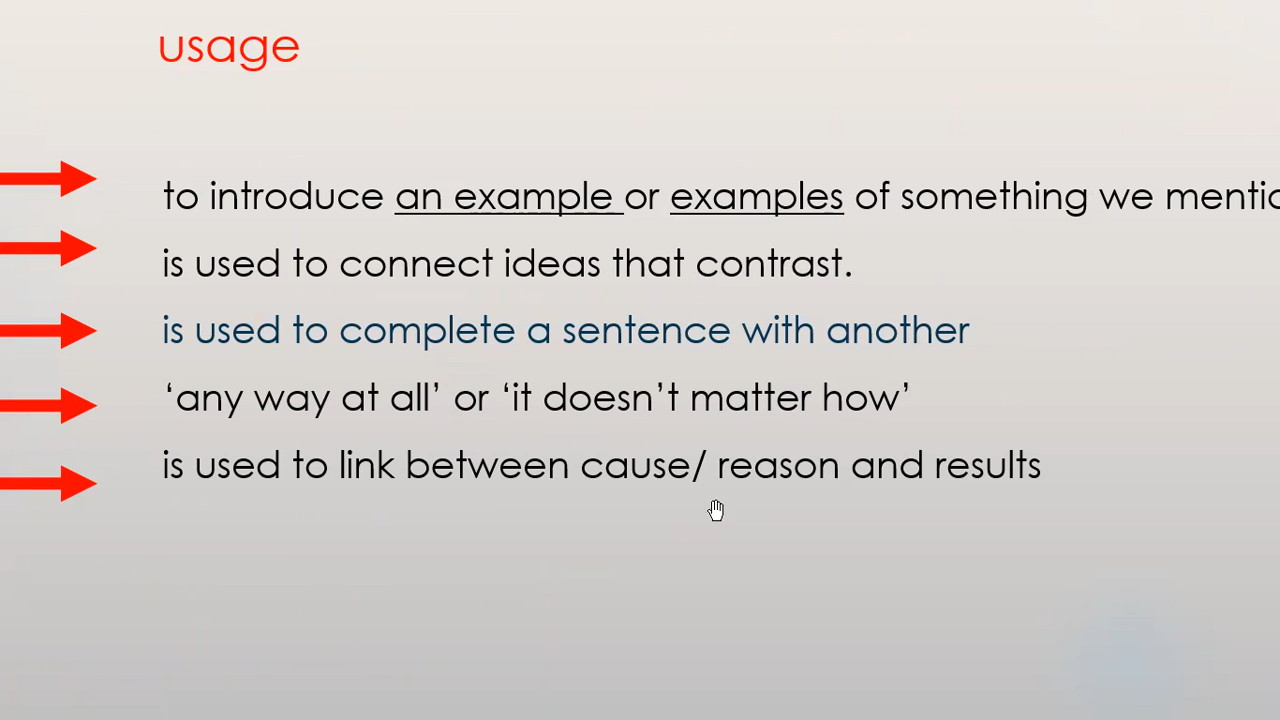 usage
to introduce an example or examples of something we mentio
is used to connect ideas that contrast.
is used to complete a sentence with another
‘any way at all’ or ‘it doesn’t matter how’
is used to link between cause/ reason and results